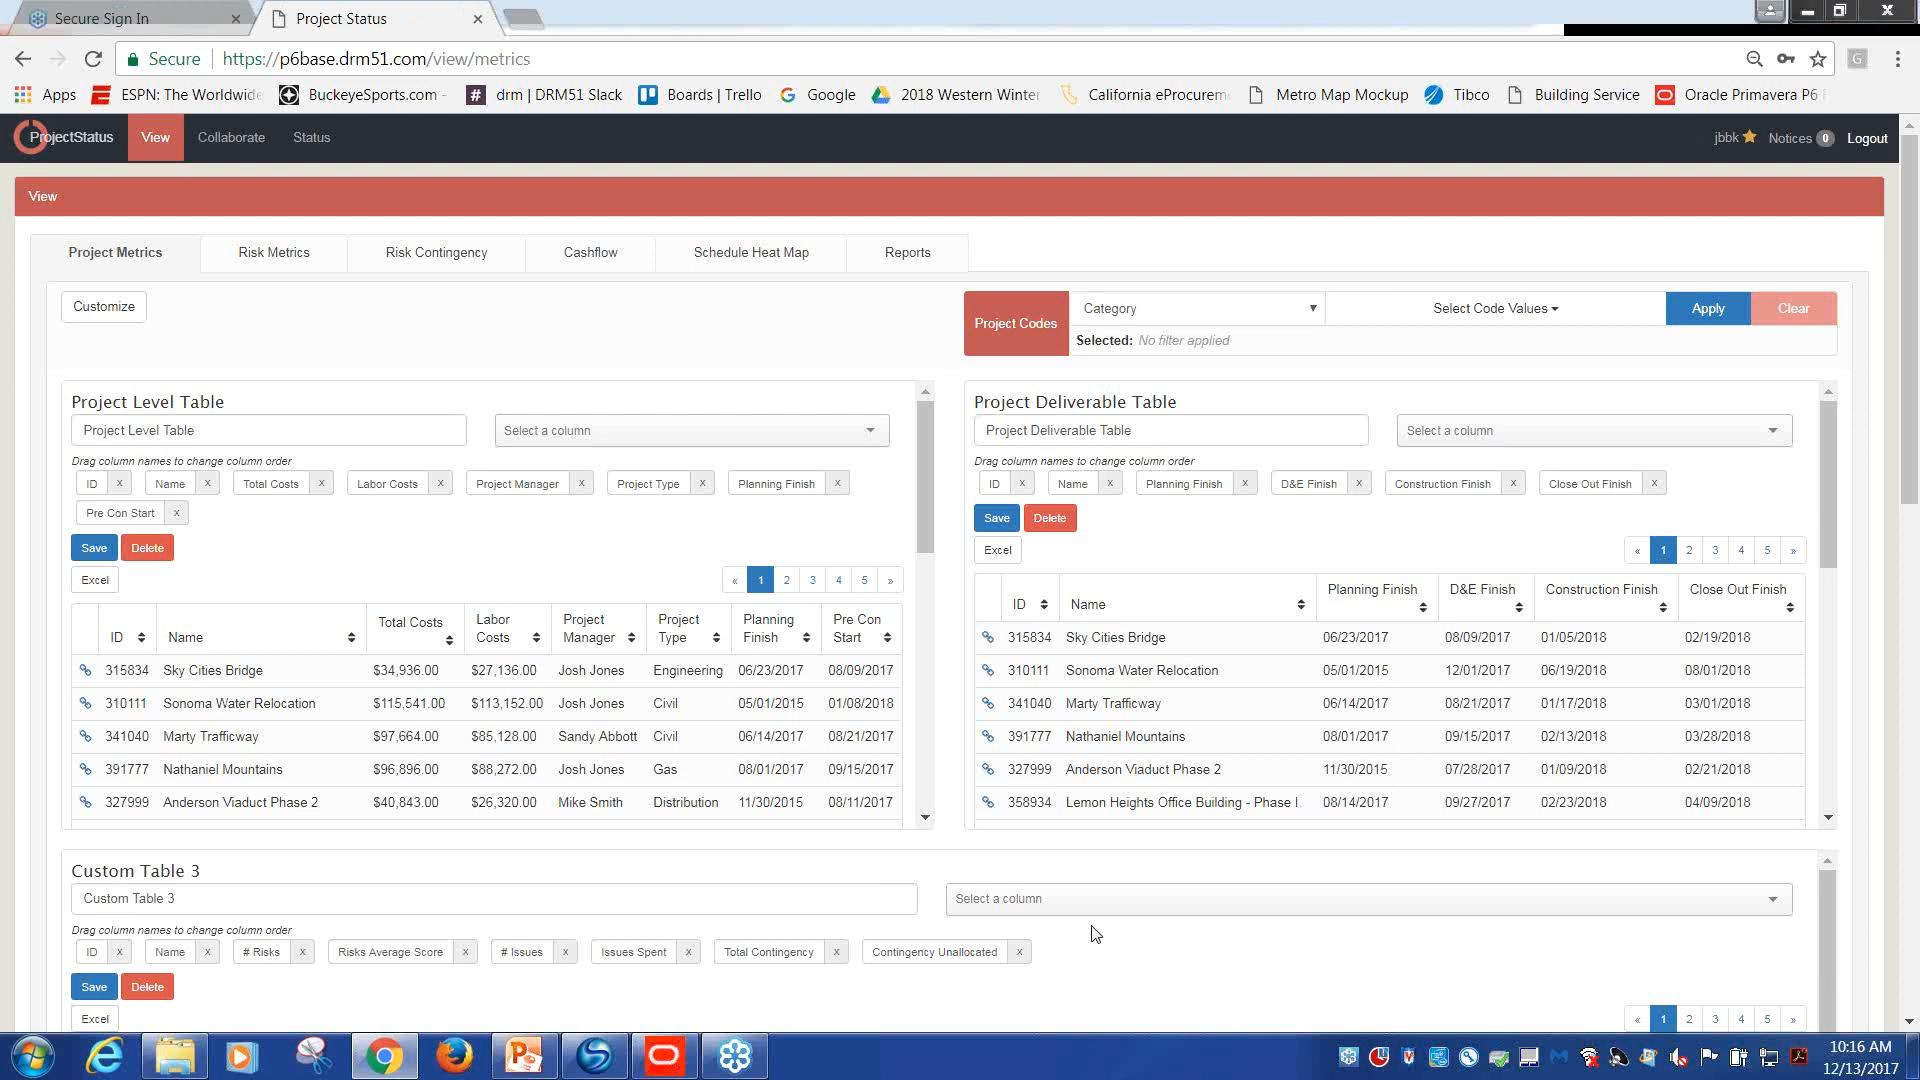 Secure Sign In
Project Status
Secure https://p6base.drm51.com/view/metrics
Apps ESPN: The Worldwide BuckeyeSports.com - # drm | DRM51 Slack Boards | Trello Google 2018 Western Winter California eProcurem Metro Map Mockup Tibco Building Service Oracle Primavera P6
ProjectStatus View Collaborate Status jbbk Notices 0 Logout
View
Project Metrics Risk Metrics Risk Contingency Cashflow Schedule Heat Map Reports
Customize
Project Codes Category Select Code Values Apply Clear
Selected: No filter applied
Project Level Table
Project Level Table Select a column
Drag column names to change column order
ID x Name x Total Costs x Labor Costs x Project Manager x Project Type x Planning Finish x
Pre Con Start x
Save Delete
Excel « 1 2 3 4 5 »
ID Name Total Costs Labor Costs Project Manager Project Type Planning Finish Pre Con Start
315834 Sky Cities Bridge $34,936.00 $27,136.00 Josh Jones Engineering 06/23/2017 08/09/2017
310111 Sonoma Water Relocation $115,541.00 $113,152.00 Josh Jones Civil 05/01/2015 01/08/2018
341040 Marty Trafficway $97,664.00 $85,128.00 Sandy Abbott Civil 06/14/2017 08/21/2017
391777 Nathaniel Mountains $96,896.00 $88,272.00 Josh Jones Gas 08/01/2017 09/15/2017
327999 Anderson Viaduct Phase 2 $40,843.00 $26,320.00 Mike Smith Distribution 11/30/2015 08/11/2017
Project Deliverable Table
Project Deliverable Table Select a column
Drag column names to change column order
ID x Name x Planning Finish x D&E Finish x Construction Finish x Close Out Finish x
Save Delete
Excel « 1 2 3 4 5 »
ID Name Planning Finish D&E Finish Construction Finish Close Out Finish
315834 Sky Cities Bridge 06/23/2017 08/09/2017 01/05/2018 02/19/2018
310111 Sonoma Water Relocation 05/01/2015 12/01/2017 06/19/2018 08/01/2018
341040 Marty Trafficway 06/14/2017 08/21/2017 01/17/2018 03/01/2018
391777 Nathaniel Mountains 08/01/2017 09/15/2017 02/13/2018 03/28/2018
327999 Anderson Viaduct Phase 2 11/30/2015 07/28/2017 01/09/2018 02/21/2018
358934 Lemon Heights Office Building - Phase I 08/14/2017 09/27/2017 02/23/2018 04/09/2018
Custom Table 3
Custom Table 3 Select a column
Drag column names to change column order
ID x Name x # Risks x Risks Average Score x # Issues x Issues Spent x Total Contingency x Contingency Unallocated x
Save Delete
Excel « 1 2 3 4 5 »
10:16 AM
12/13/2017